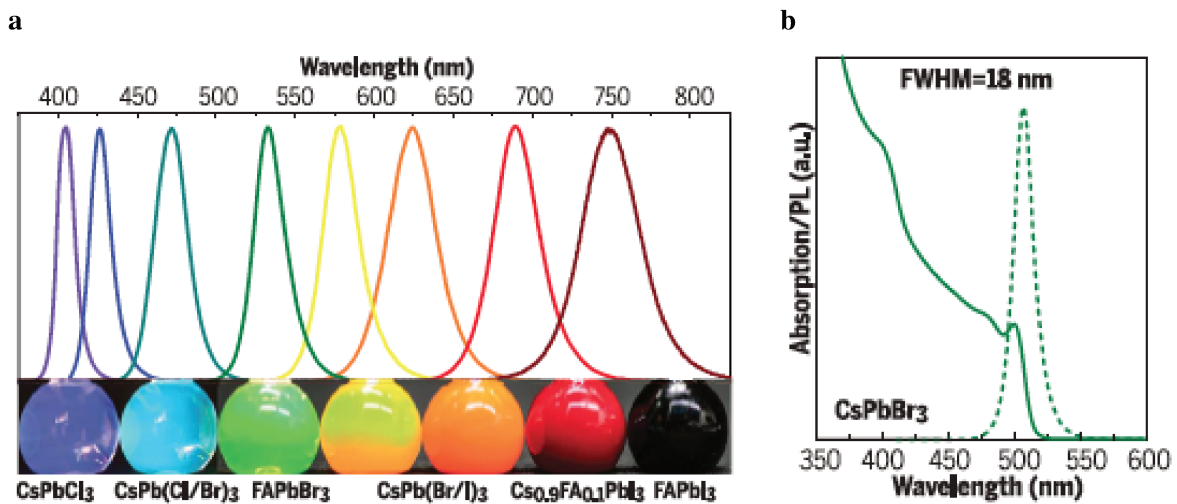 a
Wavelength (nm)
400 450 500 550 600 650 700 750 800
CsPbCl₃ CsPb(Cl/Br)₃ FAPbBr₃ CsPb(Br/I)₃ Cs₀.₉FA₀.₁PbI₃ FAPbI₃
b
FWHM=18 nm
Absorption/PL (a.u.)
CsPbBr₃
350 400 450 500 550 600
Wavelength (nm)